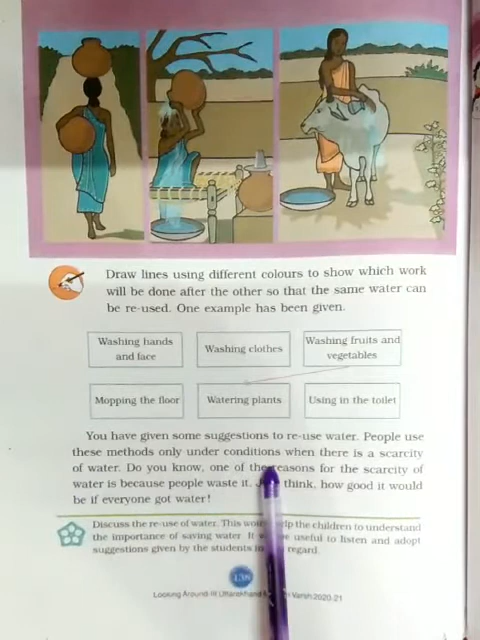 Draw lines using different colours to show which work
will be done after the other so that the same water can
be re-used. One example has been given.
Washing hands
and face
Washing clothes
Washing fruits and
vegetables
Mopping the floor
Watering plants
Using in the toilet
You have given some suggestions to re-use water. People use
these methods only under conditions when there is a scarcity
of water. Do you know, one of the reasons for the scarcity of
water is because people waste it. think, how good it would
be if everyone got water!
Discuss the re-use of water. This help the children to understand
the importance of saving water. It be useful to listen and adopt
suggestions given by the students in regard.
138
Looking Around-III Uttarakhand Varsh 2020-21